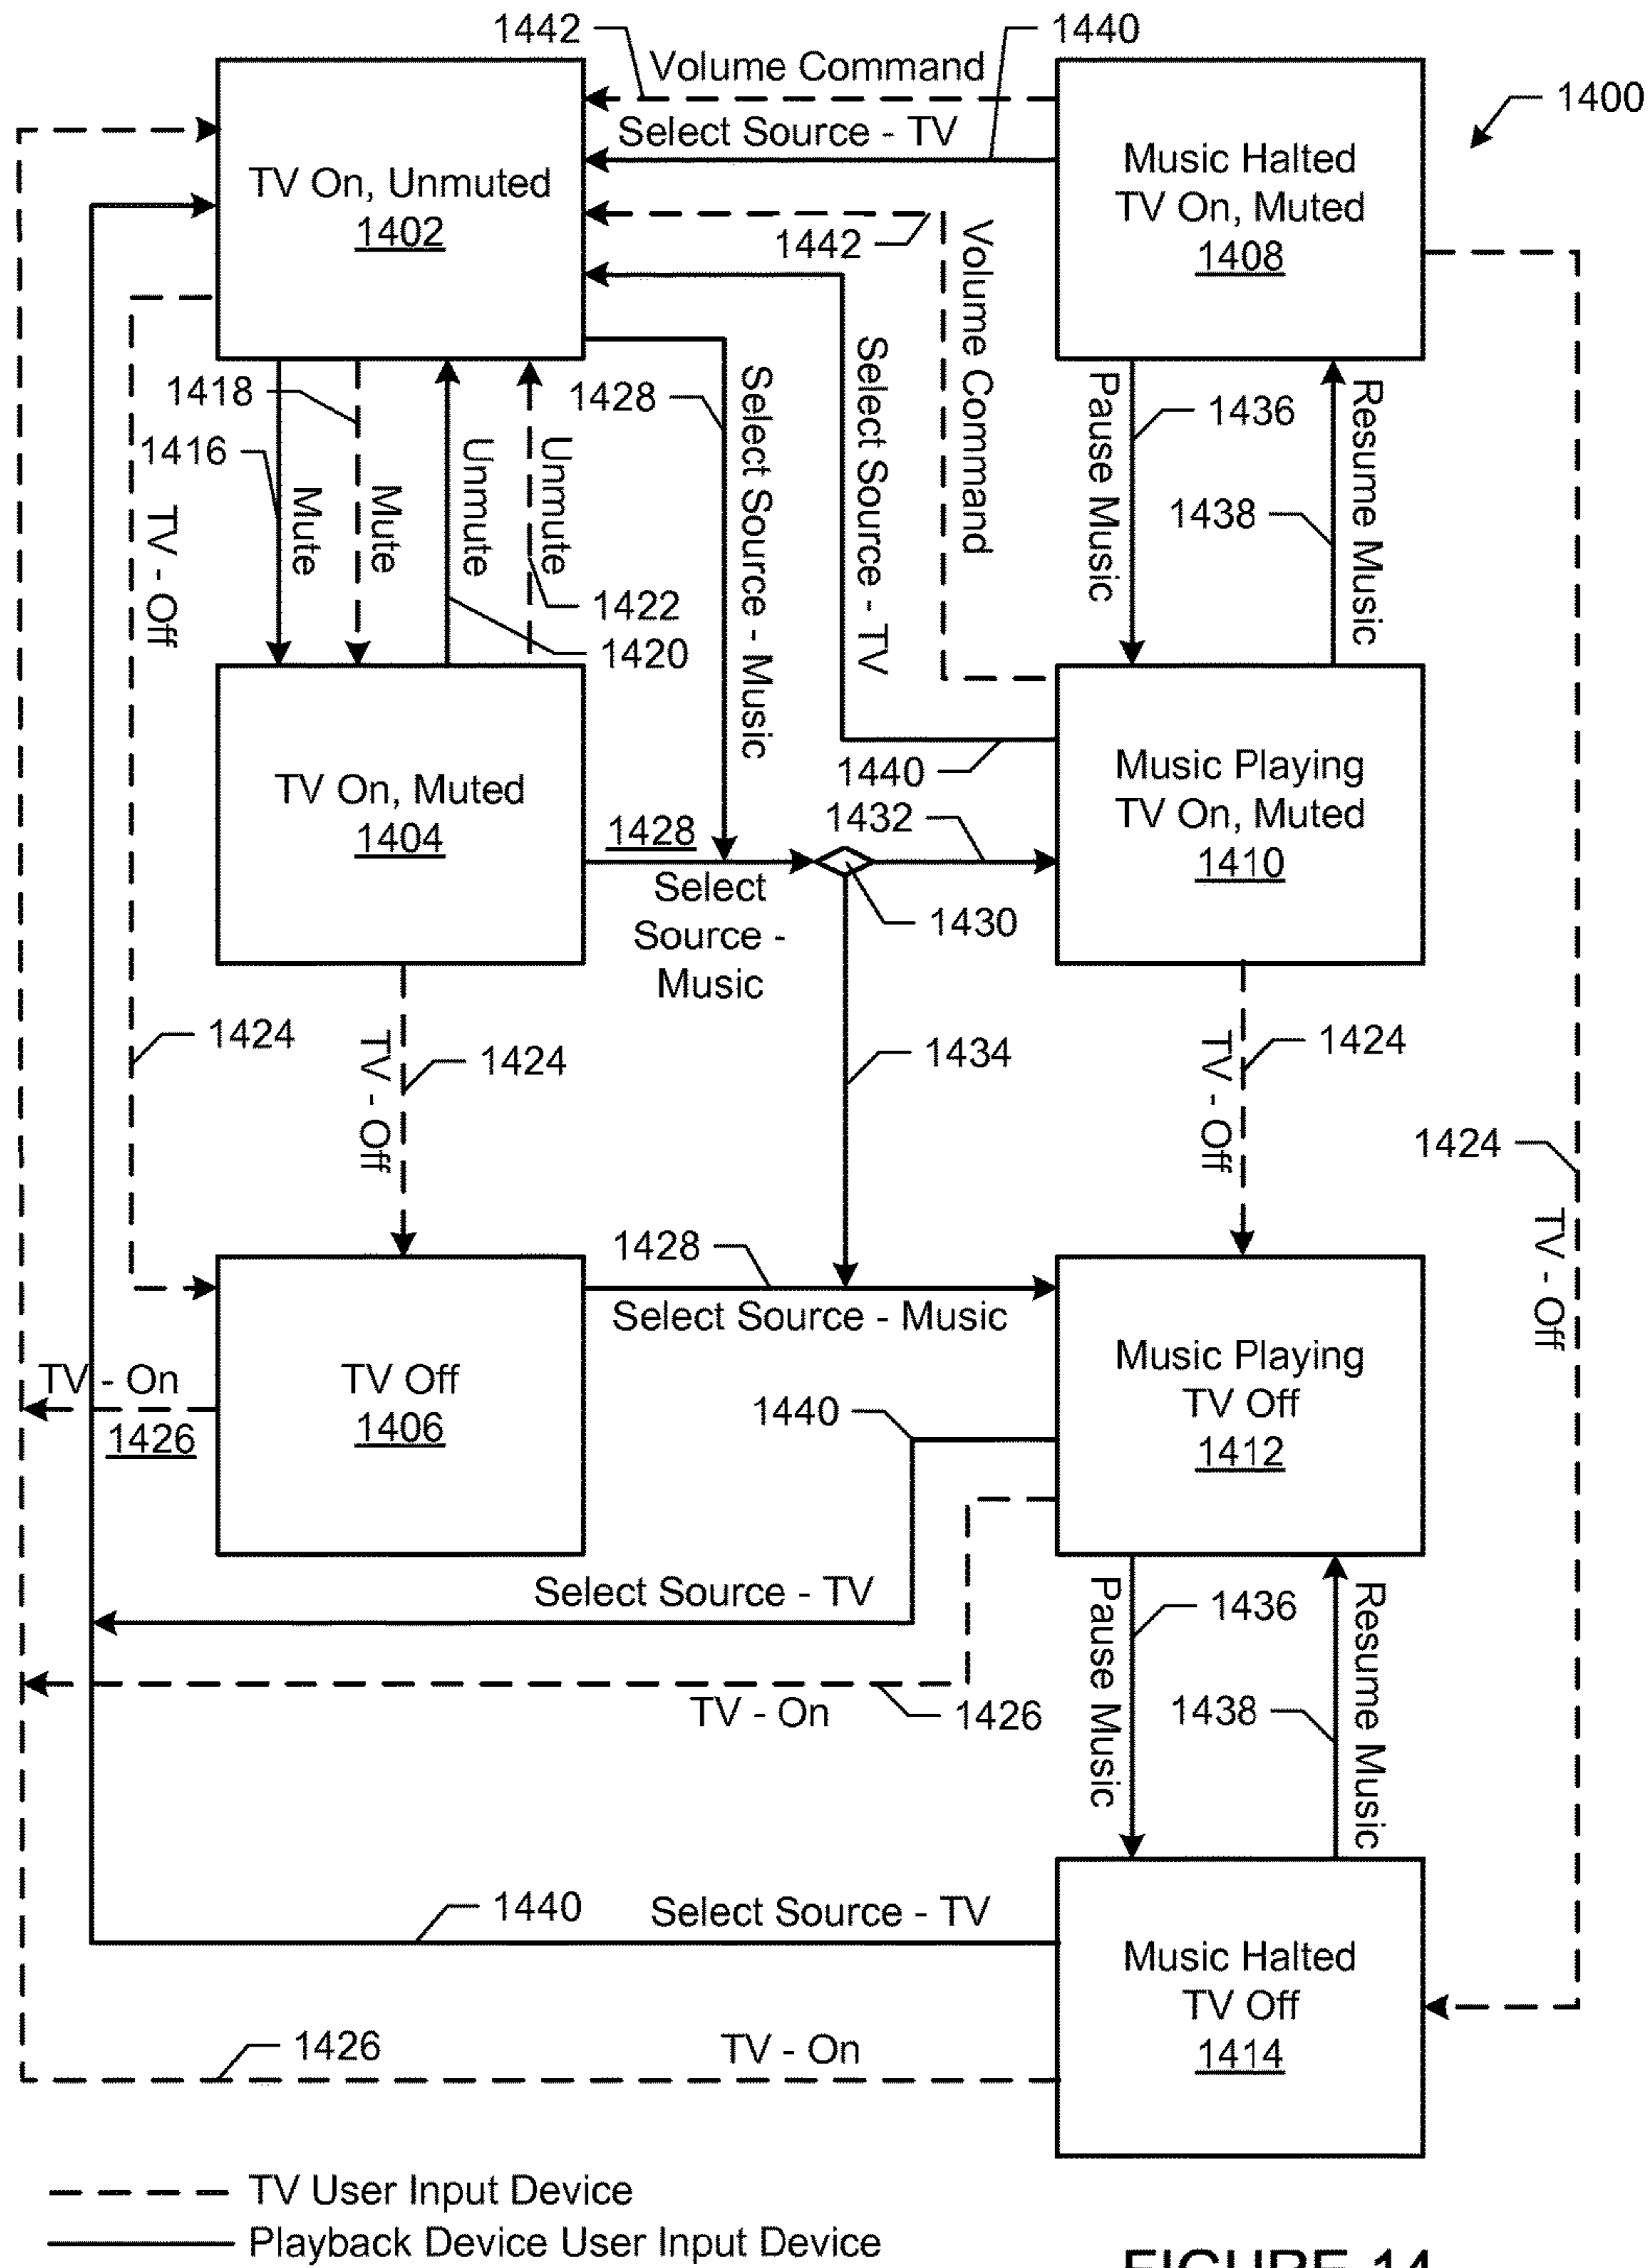 1442
1440
Volume Command
1400
Select Source - TV
TV On, Unmuted
1402
Music Halted
TV On, Muted
1408
1442
Volume Command
Select Source - TV
1428
Select Source - Music
1418
1416
Mute
Mute
Unmute
Unmute
1422
1420
TV - Off
Pause Music
1436
1438
Resume Music
TV On, Muted
1404
1428
Select
Source -
Music
1440
1432
1430
Music Playing
TV On, Muted
1410
1424
TV - Off
1424
1434
TV - Off
1424
1424
TV - Off
1428
Select Source - Music
TV - On
1426
TV Off
1406
Music Playing
TV Off
1412
1440
Select Source - TV
TV - On
1426
Pause Music
1436
1438
Resume Music
1440
Select Source - TV
Music Halted
TV Off
1414
1426
TV - On
TV User Input Device
Playback Device User Input Device
FIGURE 14